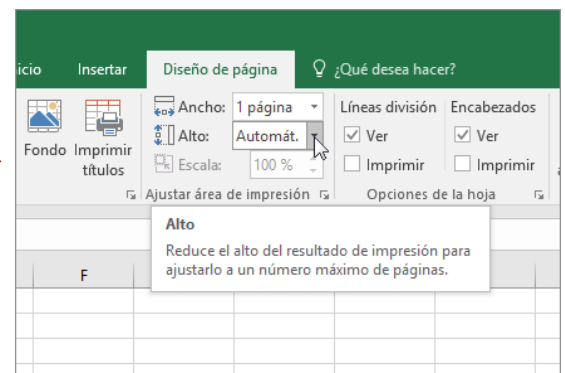 icio Insertar Diseño de página ¿Qué desea hacer?
Ancho: 1 página Líneas división Encabezados
Fondo Imprimir títulos Alto: Automát. Ver Ver
Escala: 100 % Imprimir Imprimir
Ajustar área de impresión Opciones de la hoja
Alto
Reduce el alto del resultado de impresión para
ajustarlo a un número máximo de páginas.
F